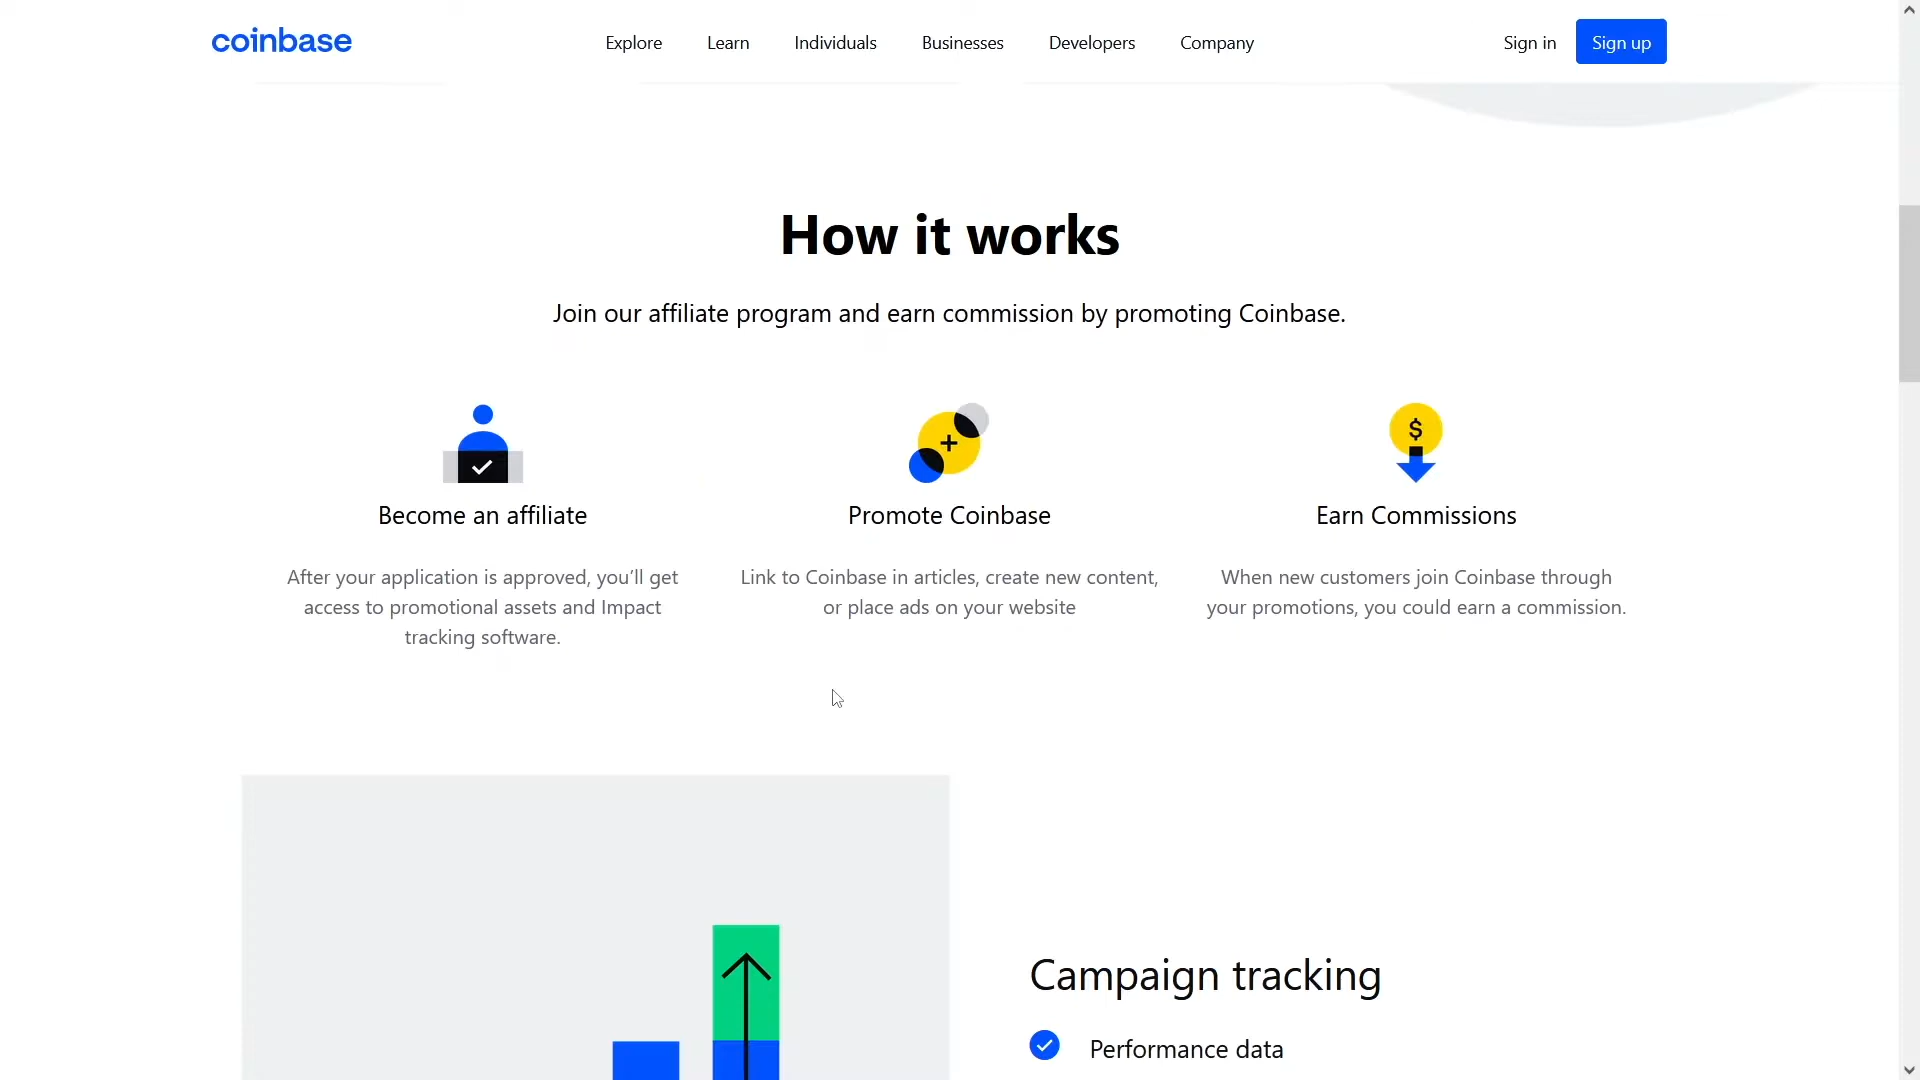 coinbase
Explore
Learn
Individuals
Businesses
Developers
Company
Sign in
Sign up
How it works
Join our affiliate program and earn commission by promoting Coinbase.
Become an affiliate
After your application is approved, you’ll get
access to promotional assets and Impact
tracking software.
Promote Coinbase
Link to Coinbase in articles, create new content,
or place ads on your website
$
Earn Commissions
When new customers join Coinbase through
your promotions, you could earn a commission.
Campaign tracking
Performance data